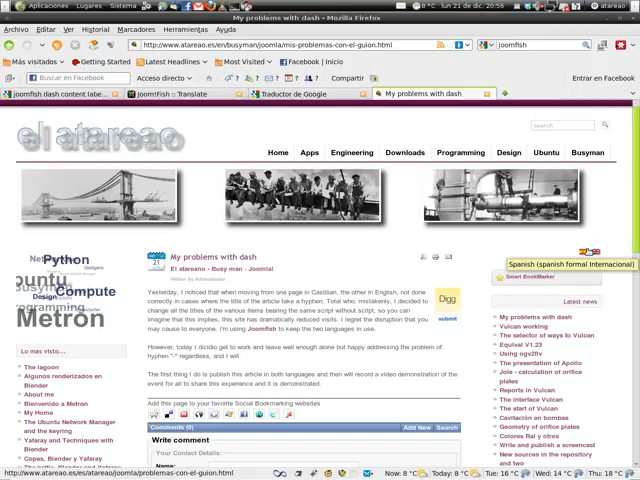 Aplicaciones Lugares Sistema 8 °C lun 21 de dic, 20:56 atareao
My problems with dash - Mozilla Firefox
Archivo Editar Ver Historial Marcadores Herramientas Ayuda
http://www.atareao.es/en/busyman/joomla/mis-problemas-con-el-guion.html joomfish
Más visitados Getting Started Latest Headlines Most Visited Facebook | Inicio
Buscar en Facebook Acceso directo ? ? ? ? Compartir Entrar en Facebook
joomfish dash content labe... Joom!Fish :: Translate Traductor de Google My problems with dash
el atareao
search
Home Apps Engineering Downloads Programming Design Ubuntu Busyman
Spanish (spanish formal Internacional)
Smart BookMarker
Python
Design Compute
Metron
Lo mas visto...
The lagoon
Algunos renderizados en Blender
About me
Bienvenido a Metron
My Home
The Ubuntu Network Manager and the keyring
Yafaray and Techniques with Blender
Copas, Blender y Yafaray
21
My problems with dash
El atareano - Busy man - Joomla!
Written by Administrator
Yesterday, I noticed that when moving from one page in Castilian, the other in English, not done
correctly in cases where the title of the article take a hyphen. Total who, mistakenly, I decided to
change all the titles of the various items bearing the same script without script, so you can
imagine that this implies, this site has dramatically reduced visits. I regret the disruption that you
may cause to everyone. I'm using Joomfish to keep the two languages in use.
However, today I dicidio get to work and leave well enough alone but happy addressing the problem of
hyphen "-" regardless, and I will.
The first thing I do is publish this article in both languages and then will record a video demonstration of the
event for all to share this experience and it is demonstrated.
Digg
submit
Add this page to your favorite Social Bookmarking websites
Comments (0) Add New Search
Write comment
Your Contact Details:
Name:
Latest news
My problems with dash
Vulcan working
The selector of ways to Vulcan
Equival V1.23
Using ogv2flv
The presentation of Apollo
Joie - calculation of orifice plates
Reports in Vulcan
The interface Vulcan
The start of Vulcan
Cavitación en bombas
Geometry of orifice plates
Colores Ral y otros
Write and publish a screencast
New sources in the repository and two
http://www.atareao.es/es/atareao/joomla/problemas-con-el-guion.html
Now: 8 °C Today: 8 °C Tue: 16 °C Wed: 14 °C Thu: 18 °C